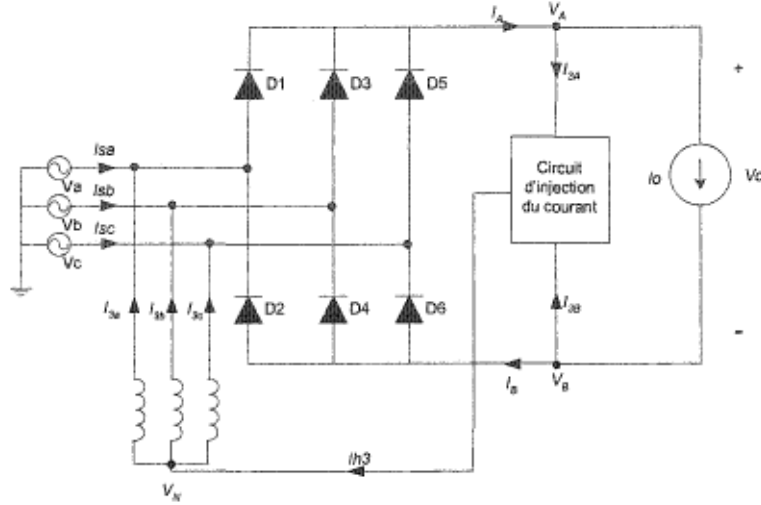 I_A V_A
I_3A
+
D1 D3 D5
Isa
Va
Isb
Vb
Isc
Vc
Circuit
d'injection
du courant
Io
I_3a I_3b I_3c
D2 D4 D6
I_3B
-
I_B V_B
Ih3
V_N